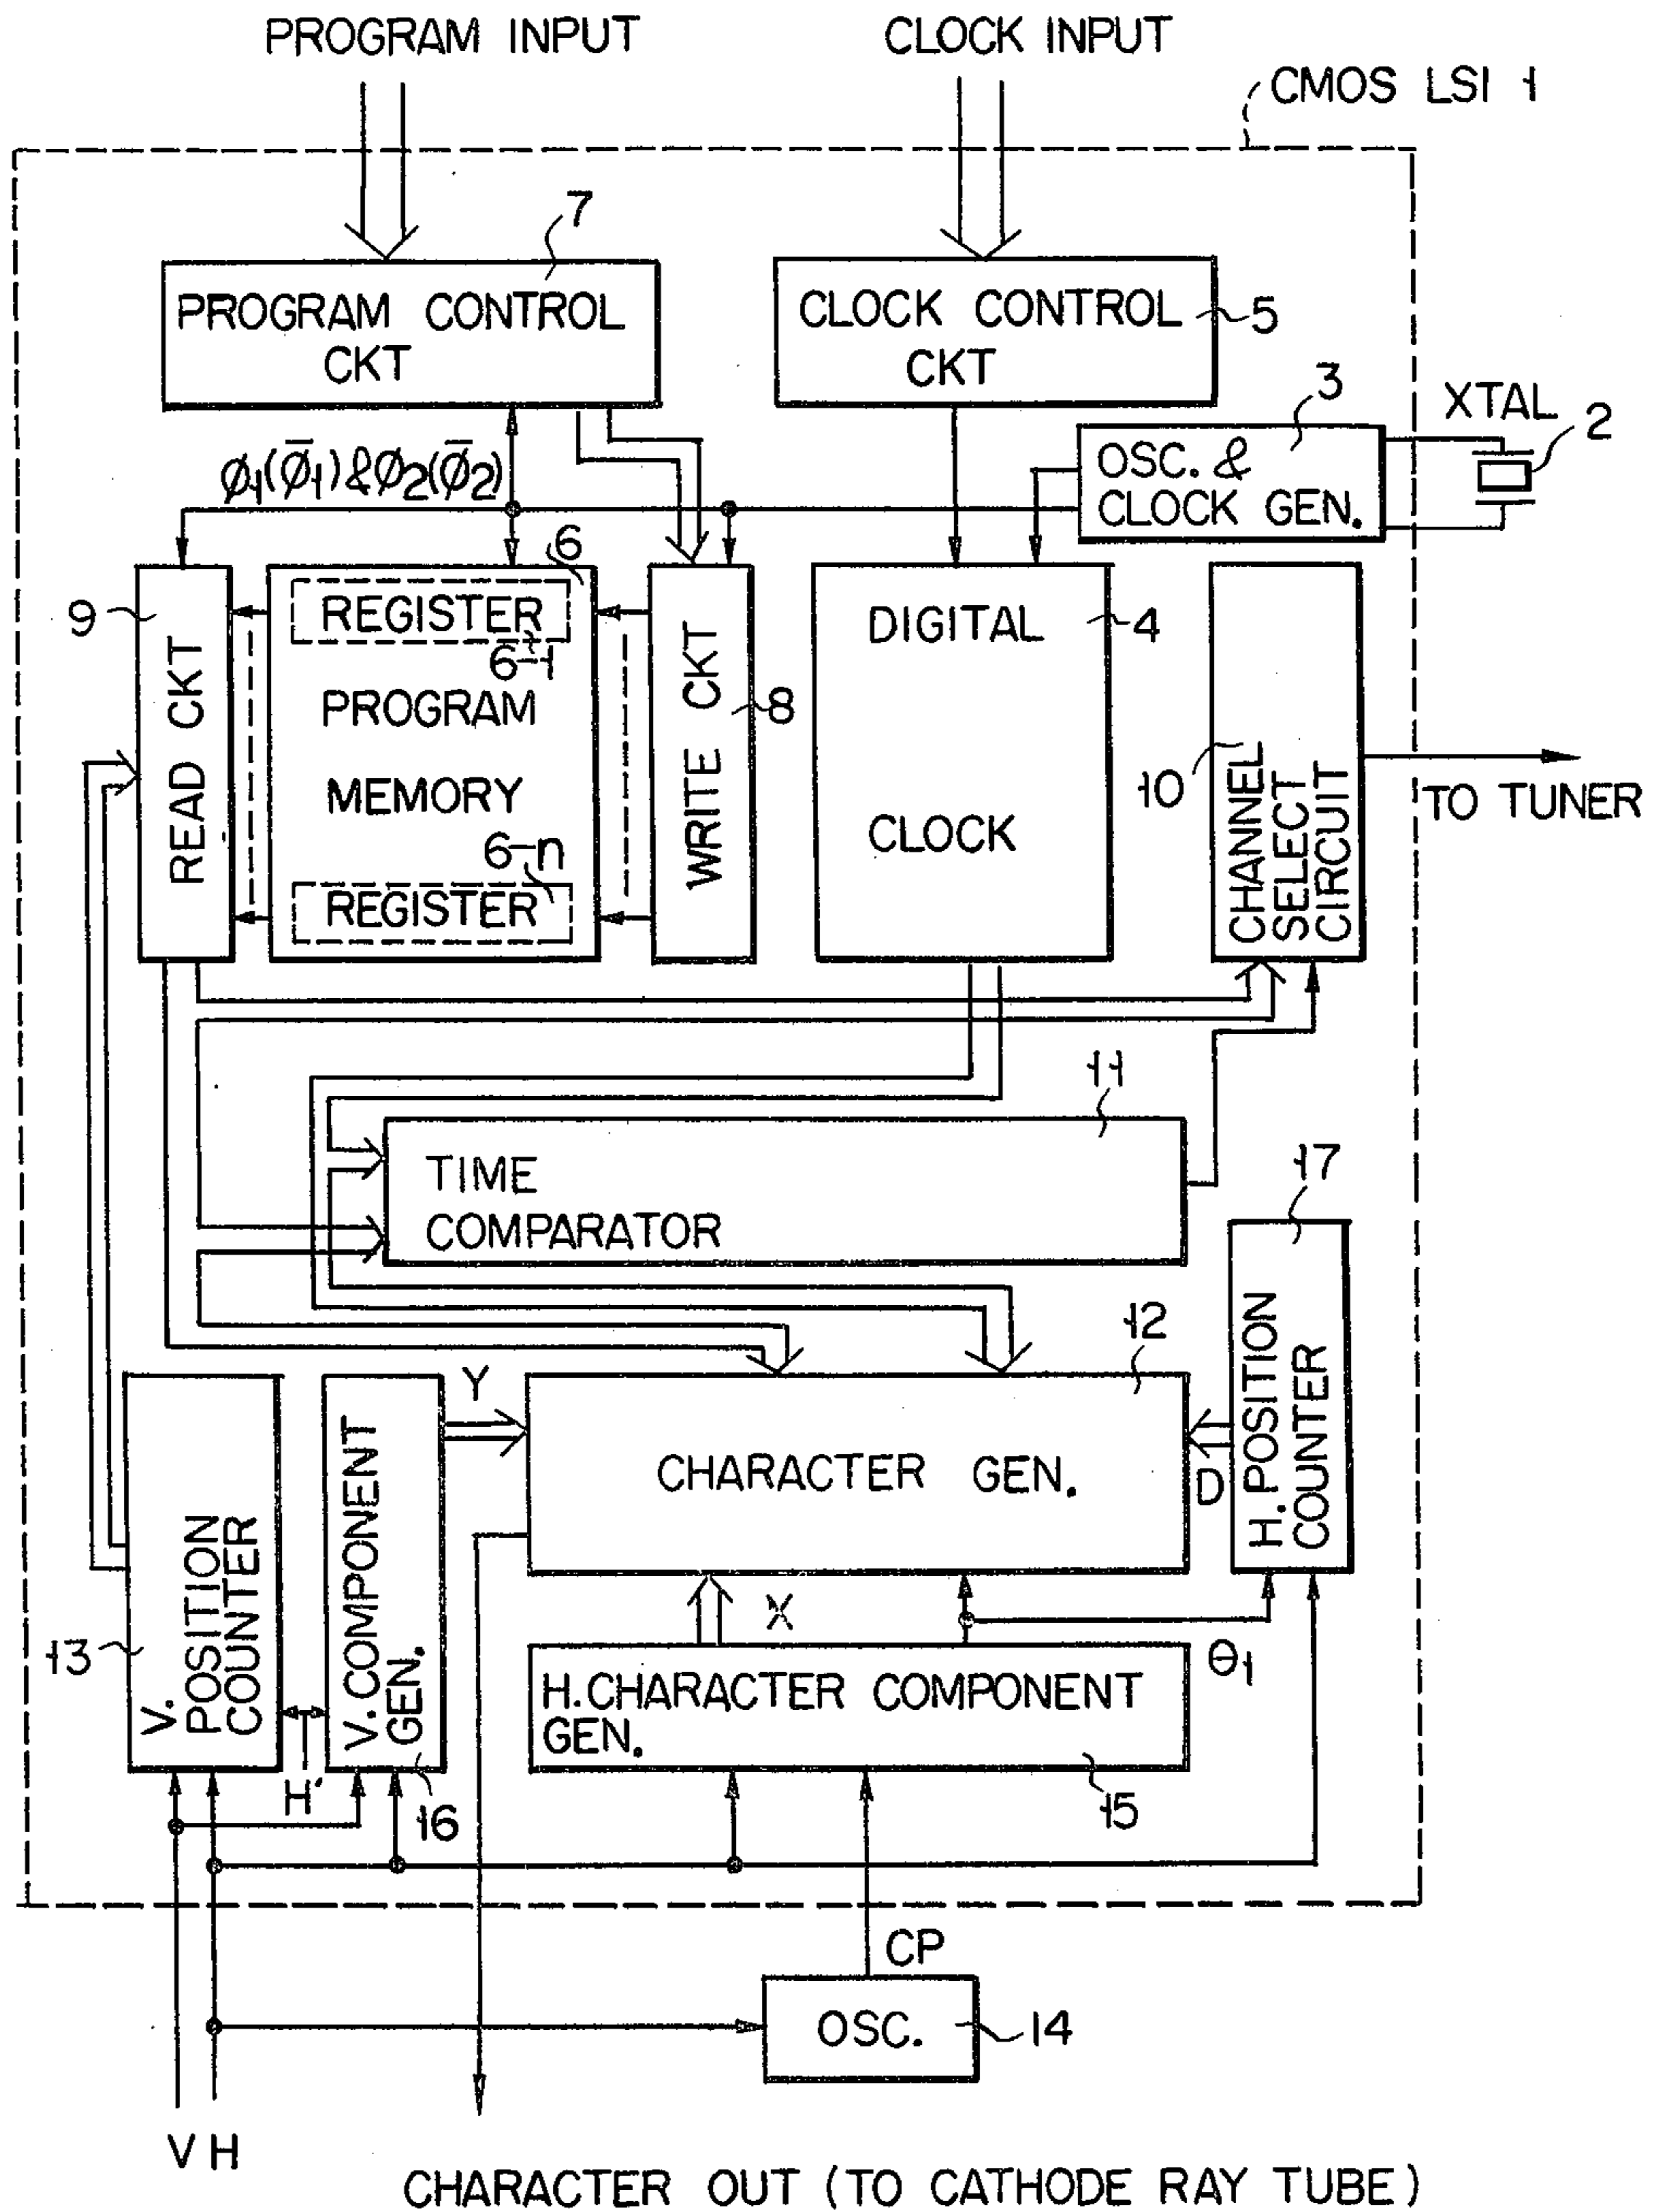 PROGRAM INPUT
CLOCK INPUT
CMOS LSI 1
7
PROGRAM CONTROL
CKT
CLOCK CONTROL
CKT
5
3
XTAL
2
OSC. &
CLOCK GEN.
ϕ1(ϕ̄1)&ϕ2(ϕ̄2)
6
9
READ CKT
REGISTER
6-1
PROGRAM
MEMORY
6-n
REGISTER
WRITE CKT
8
DIGITAL
CLOCK
4
10
CHANNEL
SELECT
CIRCUIT
TO TUNER
11
TIME
COMPARATOR
17
12
H. POSITION
COUNTER
Y
CHARACTER GEN.
D
13
V.
POSITION
COUNTER
V. COMPONENT
GEN.
X
θ1
H. CHARACTER COMPONENT
GEN.
H'
16
15
CP
OSC.
14
V H
CHARACTER OUT (TO CATHODE RAY TUBE)